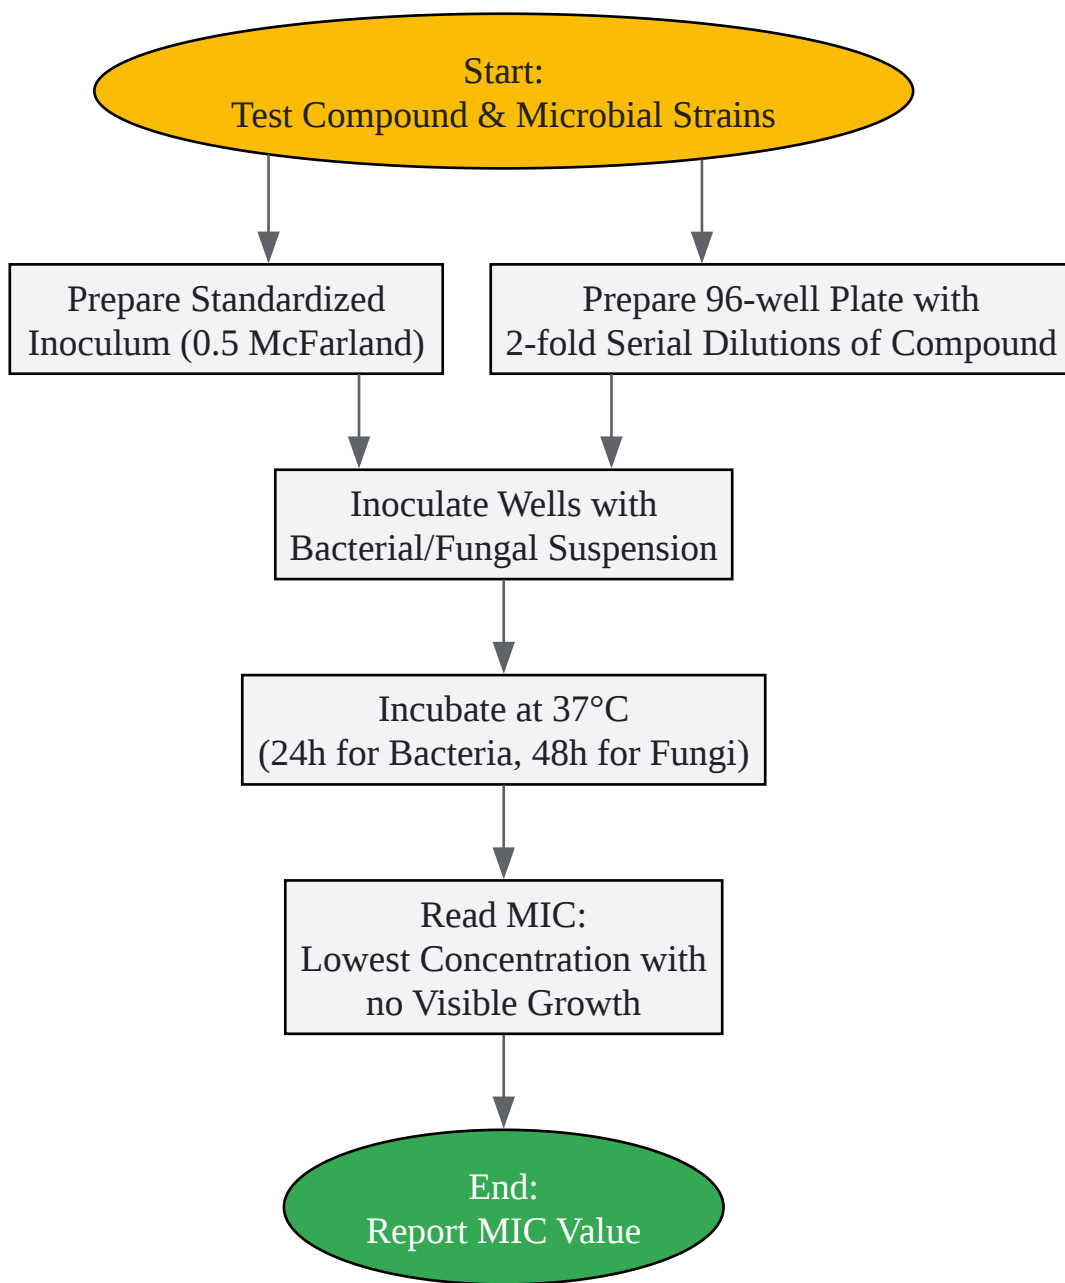 Start:
Test Compound & Microbial Strains
Prepare Standardized
Inoculum (0.5 McFarland)
Prepare 96-well Plate with
2-fold Serial Dilutions of Compound
Inoculate Wells with
Bacterial/Fungal Suspension
Incubate at 37°C
(24h for Bacteria, 48h for Fungi)
Read MIC:
Lowest Concentration with
no Visible Growth
End:
Report MIC Value